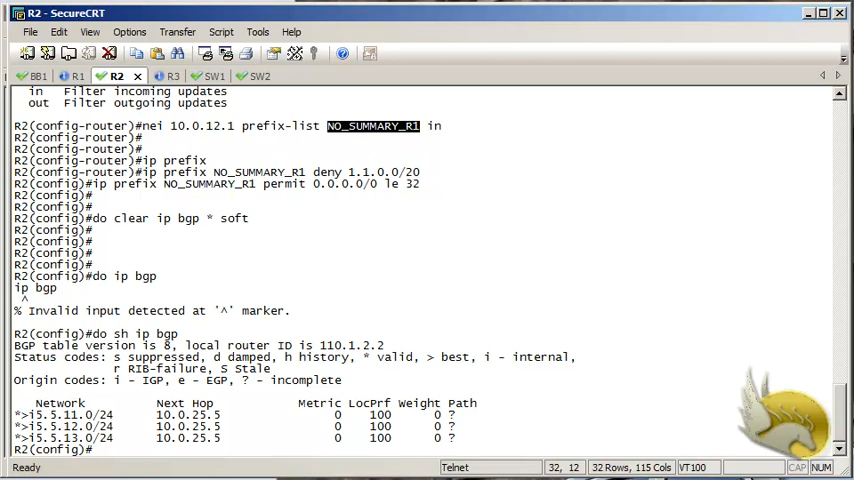 R2 - SecureCRT
File Edit View Options Transfer Script Tools Help
BB1 R1 R2 R3 SW1 SW2
in   Filter incoming updates
out  Filter outgoing updates
R2(config-router)#nei 10.0.12.1 prefix-list NO_SUMMARY_R1 in
R2(config-router)#
R2(config-router)#
R2(config-router)#ip prefix
R2(config-router)#ip prefix NO_SUMMARY_R1 deny 1.1.0.0/20
R2(config)#ip prefix NO_SUMMARY_R1 permit 0.0.0.0/0 le 32
R2(config)#
R2(config)#
R2(config)#do clear ip bgp * soft
R2(config)#
R2(config)#
R2(config)#
R2(config)#
R2(config)#do ip bgp
ip bgp
^
% Invalid input detected at '^' marker.
R2(config)#do sh ip bgp
BGP table version is 8, local router ID is 110.1.2.2
Status codes: s suppressed, d damped, h history, * valid, > best, i - internal,
r RIB-failure, S Stale
Origin codes: i - IGP, e - EGP, ? - incomplete
Network Next Hop Metric LocPrf Weight Path
*>i5.5.11.0/24 10.0.25.5 0 100 0 ?
*>i5.5.12.0/24 10.0.25.5 0 100 0 ?
*>i5.5.13.0/24 10.0.25.5 0 100 0 ?
R2(config)#
Ready Telnet 32, 12 32 Rows, 115 Cols VT100 CAP NUM